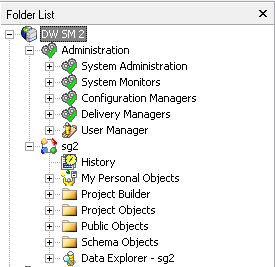 Folder List
DW SM 2
Administration
System Administration
System Monitors
Configuration Managers
Delivery Managers
User Manager
sg2
History
My Personal Objects
Project Builder
Project Objects
Public Objects
Schema Objects
Data Explorer - sg2